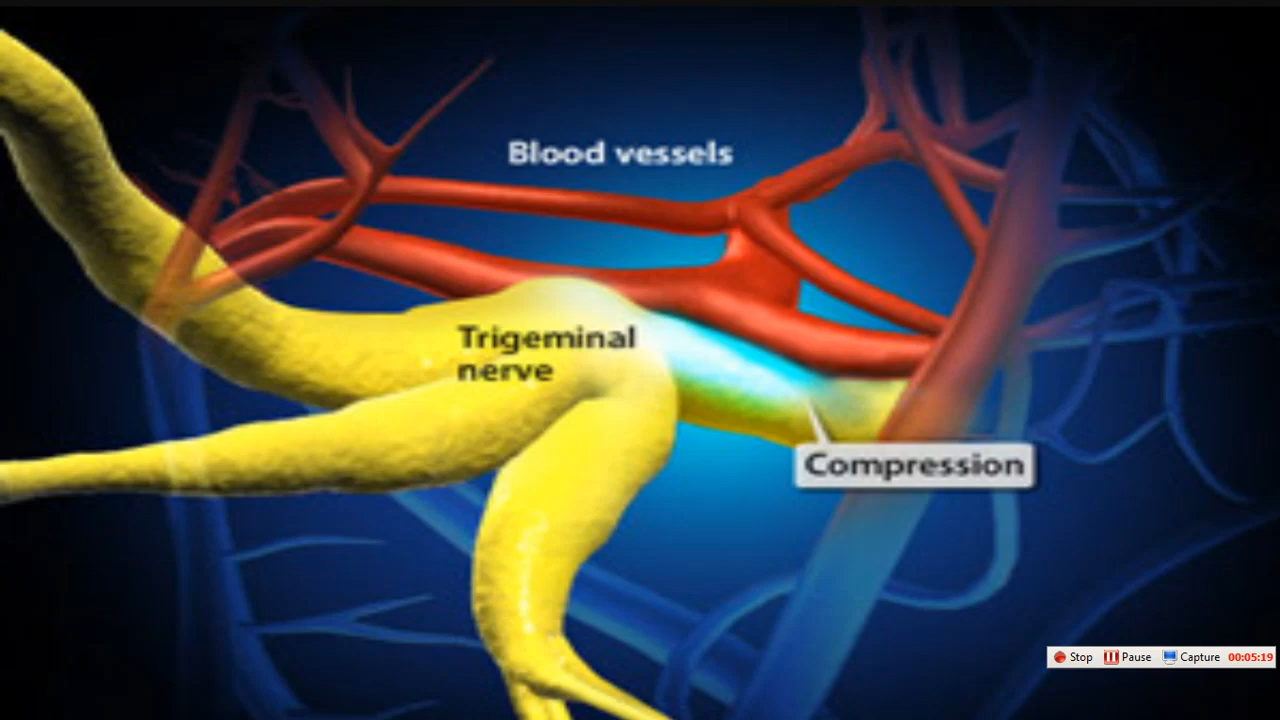 Blood vessels
Trigeminal
nerve
Compression
Stop Pause Capture 00:05:19